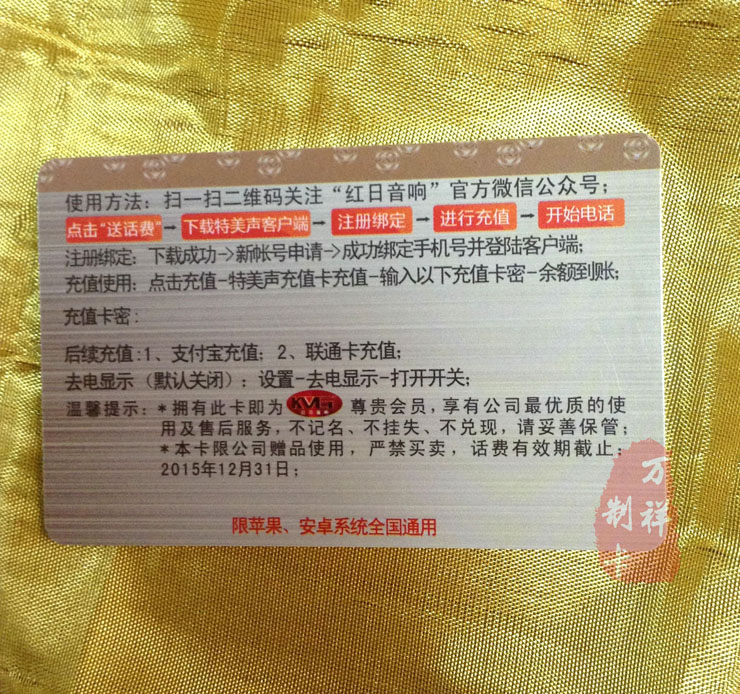 使用方法：扫一扫二维码关注“红日音响”官方微信公众号；
点击“送话费”→下载特美声客户端→注册绑定→进行充值→开始电话
注册绑定：下载成功->新帐号申请->成功绑定手机号并登陆客户端；
充值使用：点击充值-特美声充值卡充值-输入以下充值卡密-余额到账；
充值卡密：
后续充值：1、支付宝充值；2、联通卡充值；
去电显示（默认关闭）：设置-去电显示-打开开关；
温馨提示：*拥有此卡即为 尊贵会员，享有公司最优质的使
用及售后服务，不记名、不挂失、不兑现，请妥善保管；
*本卡限公司赠品使用，严禁买卖，话费有效期截止：
2015年12月31日；
限苹果、安卓系统全国通用
万祥
制卡